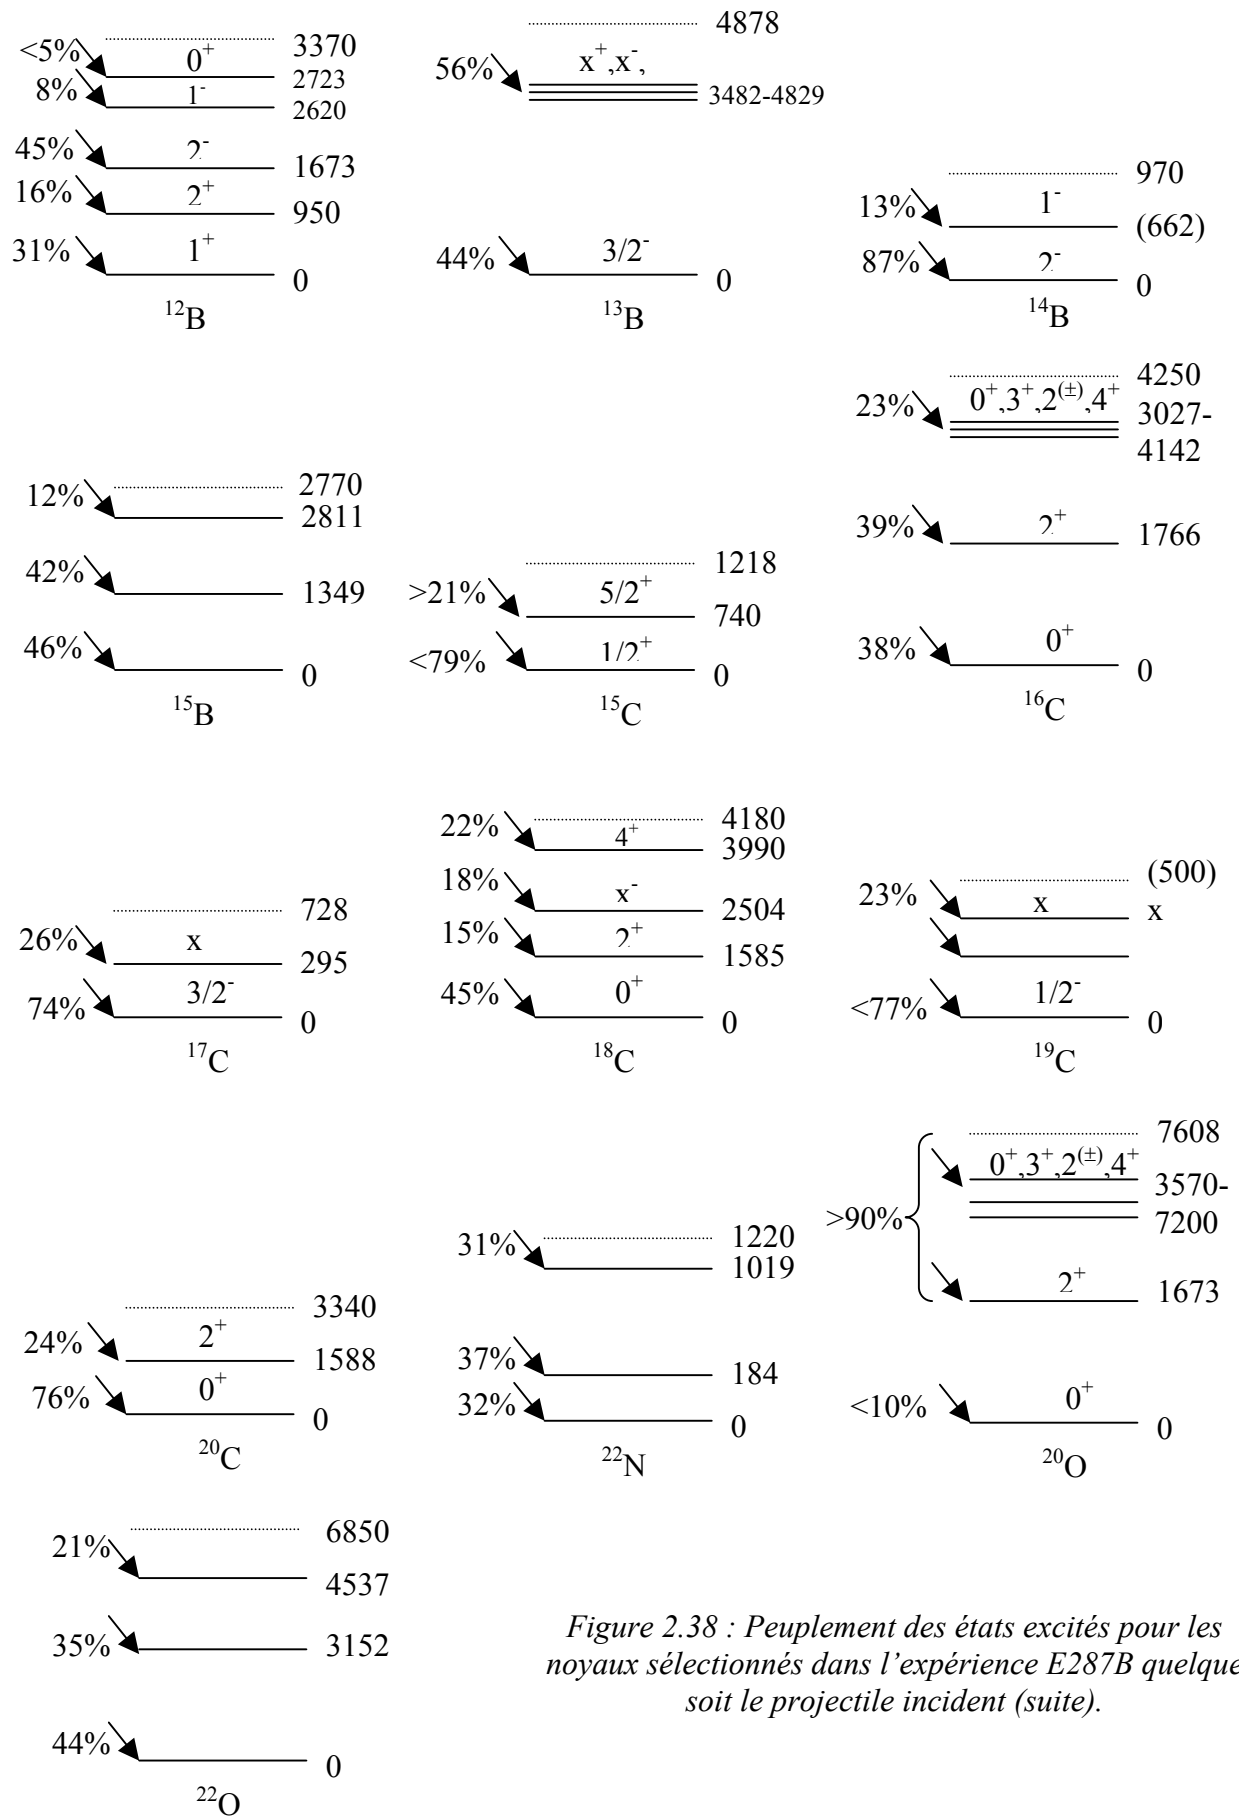 <5% 0⁺ 3370
2723
8% 1⁻ 2620
45% 2⁻ 1673
16% 2⁺ 950
31% 1⁺ 0
¹²B
4878
56% x⁺,x⁻, 3482-4829
44% 3/2⁻ 0
¹³B
970
13% 1⁻ (662)
87% 2⁻ 0
¹⁴B
2770
12% 2811
42% 1349
46% 0
¹⁵B
1218
>21% 5/2⁺ 740
<79% 1/2⁺ 0
¹⁵C
4250
23% 0⁺,3⁺,2⁽±⁾,4⁺ 3027-
4142
39% 2⁺ 1766
38% 0⁺ 0
¹⁶C
728
26% x 295
74% 3/2⁻ 0
¹⁷C
4180
22% 4⁺ 3990
18% x⁻ 2504
15% 2⁺ 1585
45% 0⁺ 0
¹⁸C
(500)
23% x x
<77% 1/2⁻ 0
¹⁹C
3340
24% 2⁺ 1588
76% 0⁺ 0
²⁰C
1220
31% 1019
37% 184
32% 0
²²N
7608
0⁺,3⁺,2⁽±⁾,4⁺ 3570-
>90% 7200
2⁺ 1673
<10% 0⁺ 0
²⁰O
6850
21% 4537
35% 3152
44% 0
²²O
Figure 2.38 : Peuplement des états excités pour les
noyaux sélectionnés dans l'expérience E287B quelque
soit le projectile incident (suite).